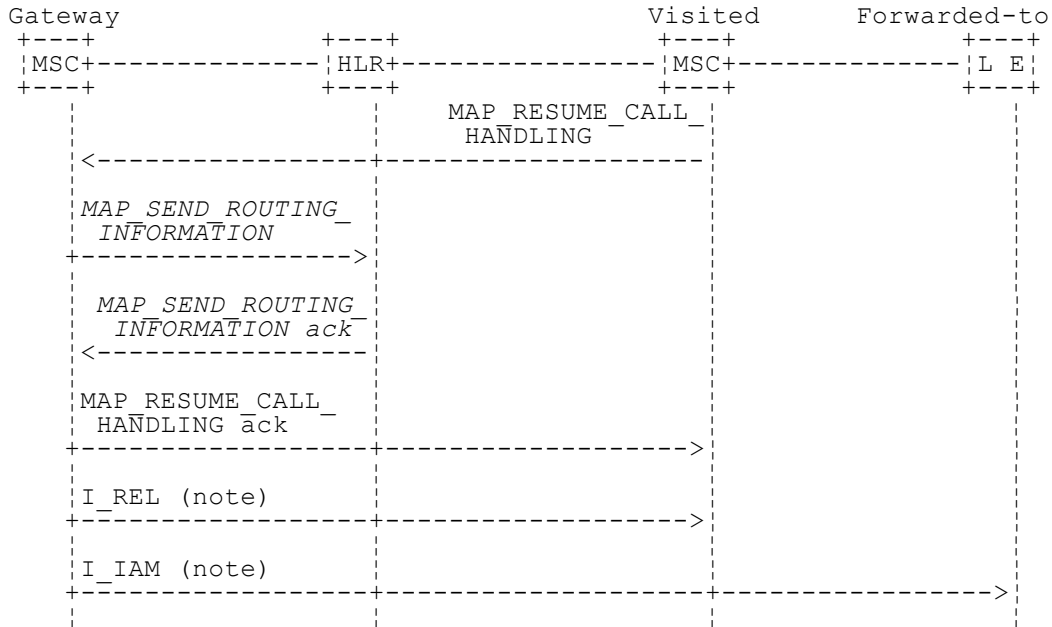 Gateway Visited Forwarded-to
MSC HLR MSC L E
MAP_RESUME_CALL_
HANDLING
MAP_SEND_ROUTING_
INFORMATION
MAP_SEND_ROUTING_
INFORMATION ack
MAP_RESUME_CALL_
HANDLING ack
I_REL (note)
I_IAM (note)